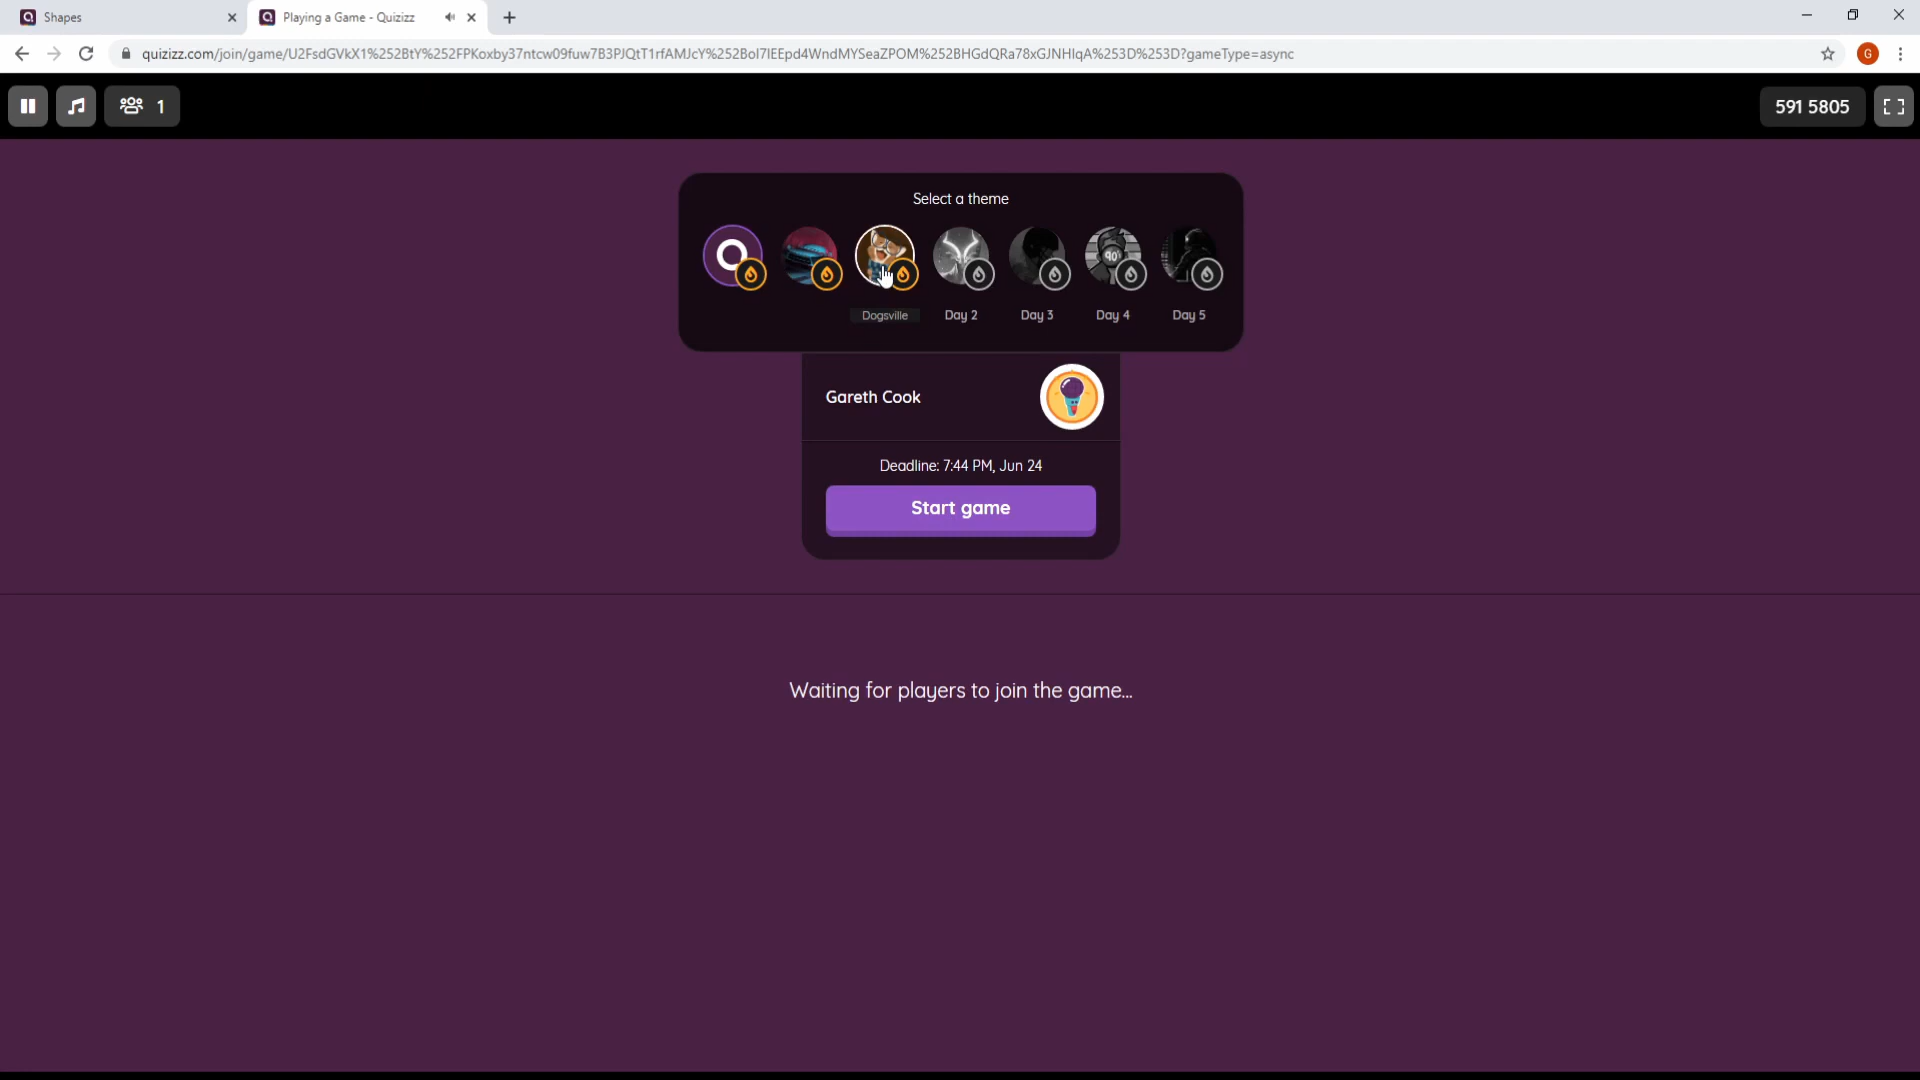 Shapes
Playing a Game - Quizizz
quizizz.com/join/game/U2FsdGVkX1%252BtY%252FPKoxby37ntcw09fuw7B3PJQtT1rfAMJcY%252Bol7lEEpd4WndMYSeaZPOM%252BHGdQRa78xGJNHlqA%253D%253D?gameType=async
G
1
591 5805
Select a theme
90'
Dogsville
Day 2
Day 3
Day 4
Day 5
Gareth Cook
Deadline: 7:44 PM, Jun 24
Start game
Waiting for players to join the game...